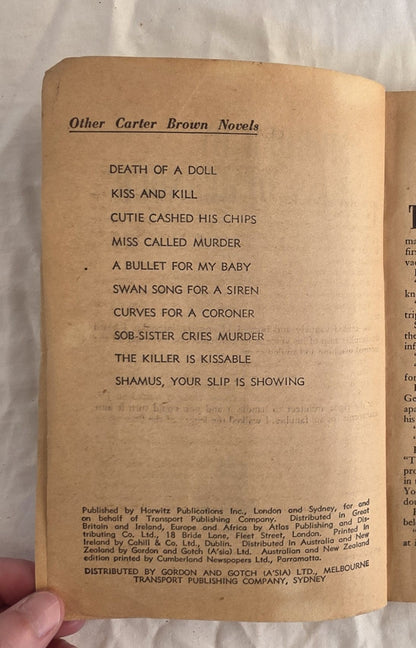 Other Carter Brown Novels
DEATH OF A DOLL
KISS AND KILL
CUTIE CASHED HIS CHIPS
MISS CALLED MURDER
A BULLET FOR MY BABY
SWAN SONG FOR A SIREN
CURVES FOR A CORONER
SOB-SISTER CRIES MURDER
THE KILLER IS KISSABLE
SHAMUS, YOUR SLIP IS SHOWING
Published by Horwitz Publications Inc., London and Sydney, for and
on behalf of Transport Publishing Company. Distributed in Great
Britain and Ireland, Europe and Africa by Atlas Publishing and Dis-
tributing Co. Ltd., 18 Bride Lane, Fleet Street, London. Printed in
Ireland by Cahill & Co. Ltd., Dublin. Distributed in Australia and New
Zealand by Gordon and Gotch (A'sia) Ltd. Australian and New Zealand
edition printed by Cumberland Newspapers Ltd., Parramatta.
DISTRIBUTED BY GORDON AND GOTCH (A'SIA) LTD., MELBOURNE
TRANSPORT PUBLISHING COMPANY, SYDNEY